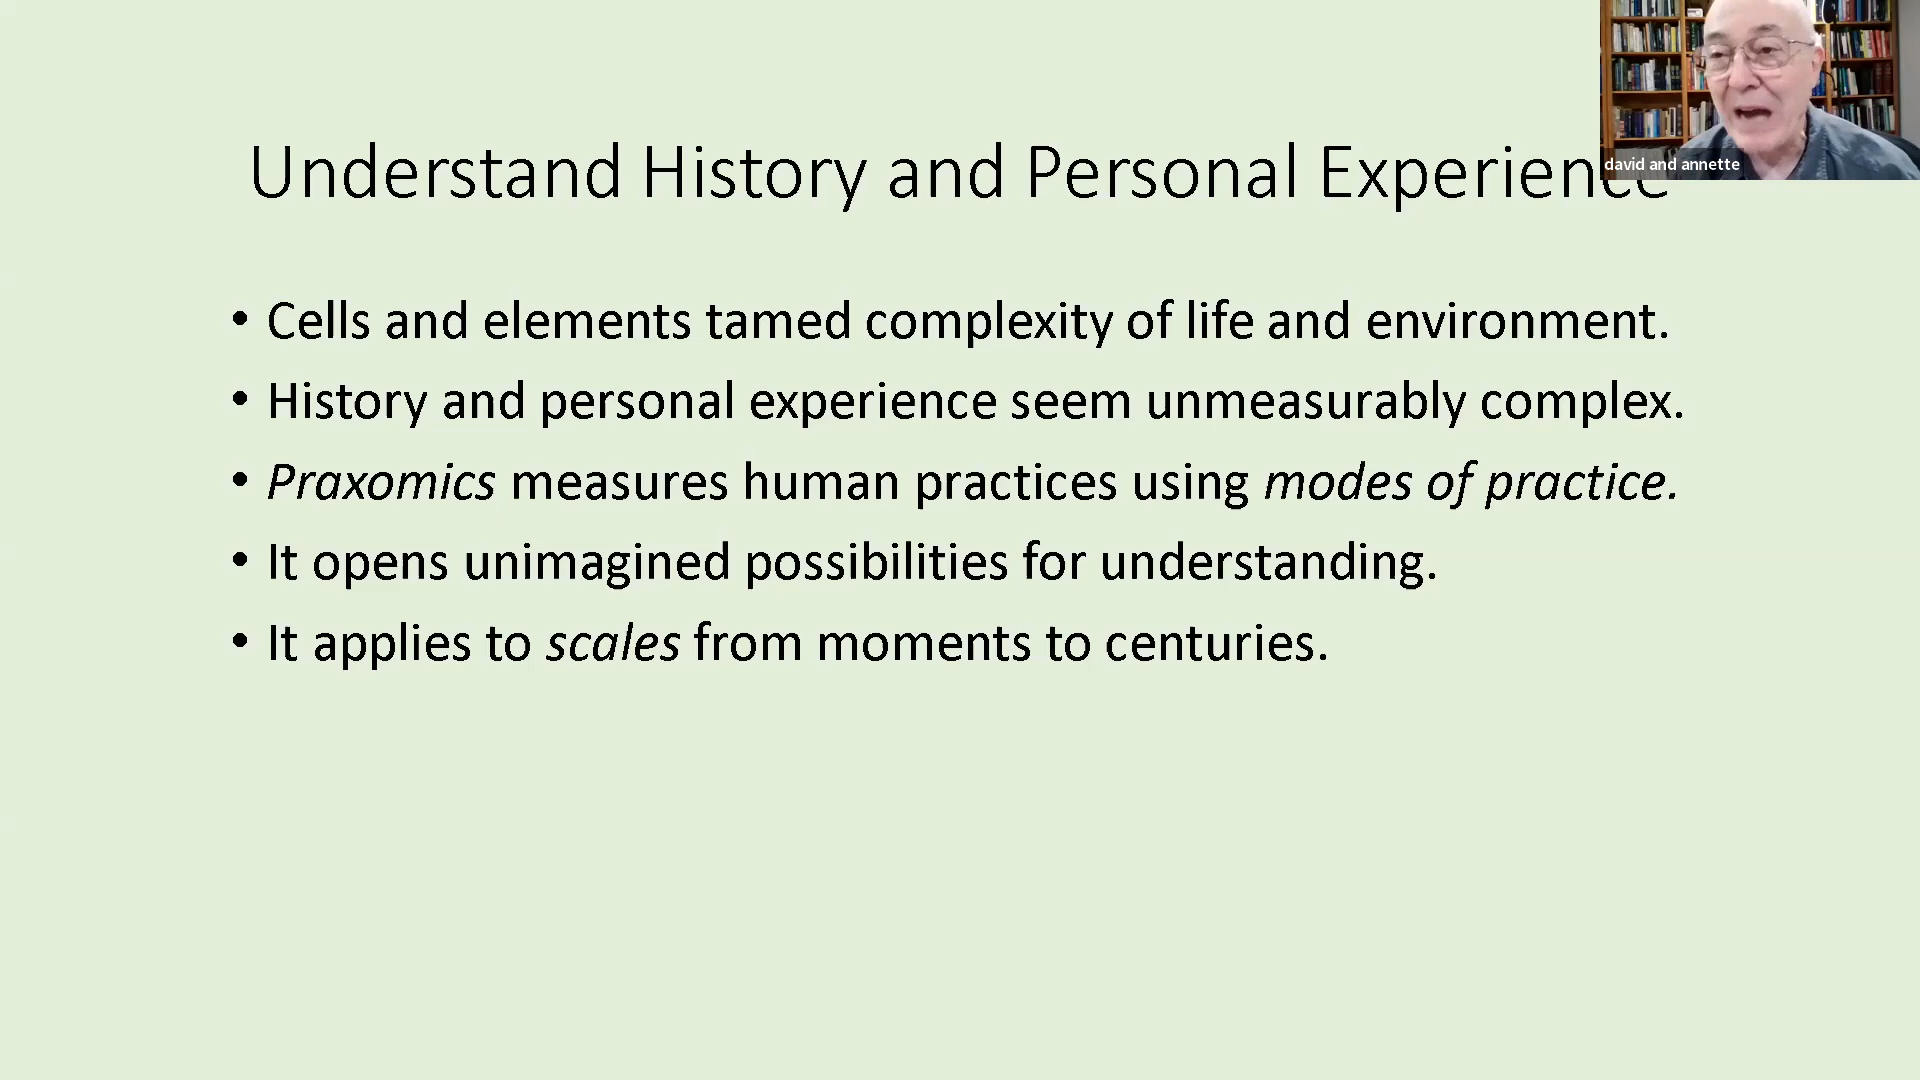 Understand History and Personal Experience
david and annette
• Cells and elements tamed complexity of life and environment.
• History and personal experience seem unmeasurably complex.
• Praxomics measures human practices using modes of practice.
• It opens unimagined possibilities for understanding.
• It applies to scales from moments to centuries.